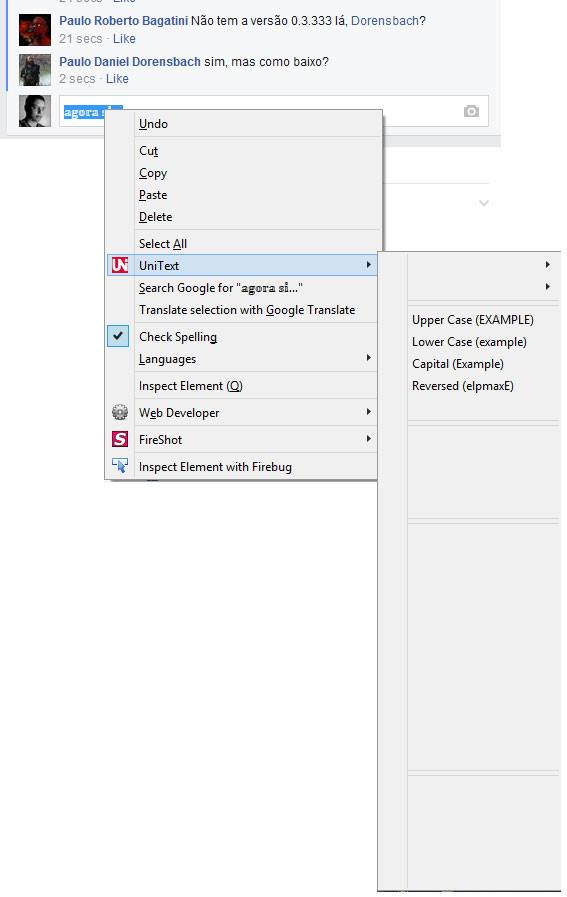 Paulo Roberto Bagatini Não tem a versão 0.3.333 lá, Dorensbach?
21 secs · Like
Paulo Daniel Dorensbach sim, mas como baixo?
2 secs · Like
agora si
Undo
Cut
Copy
Paste
Delete
Select All
UniText
Search Google for "agora si..."
Translate selection with Google Translate
Check Spelling
Languages
Inspect Element (Q)
Web Developer
FireShot
Inspect Element with Firebug
Upper Case (EXAMPLE)
Lower Case (example)
Capital (Example)
Reversed (elpmaxE)